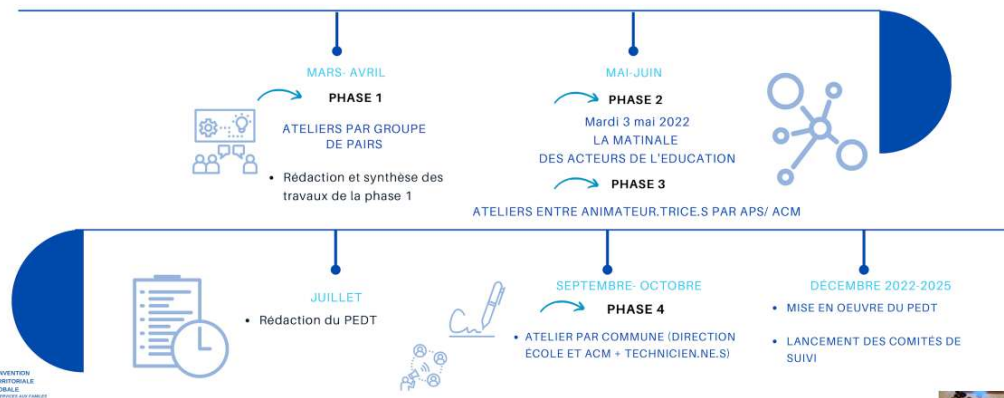 MARS- AVRIL
PHASE 1
ATELIERS PAR GROUPE
DE PAIRS
• Rédaction et synthèse des
travaux de la phase 1
MAI-JUIN
PHASE 2
Mardi 3 mai 2022
LA MATINALE
DES ACTEURS DE L'EDUCATION
PHASE 3
ATELIERS ENTRE ANIMATEUR.TRICE.S PAR APS/ ACM
JUILLET
• Rédaction du PEDT
SEPTEMBRE- OCTOBRE
PHASE 4
• ATELIER PAR COMMUNE (DIRECTION
ÉCOLE ET ACM + TECHNICIEN.NE.S)
DECEMBRE 2022-2025
• MISE EN OEUVRE DU PEDT
• LANCEMENT DES COMITÉS DE
SUIVI